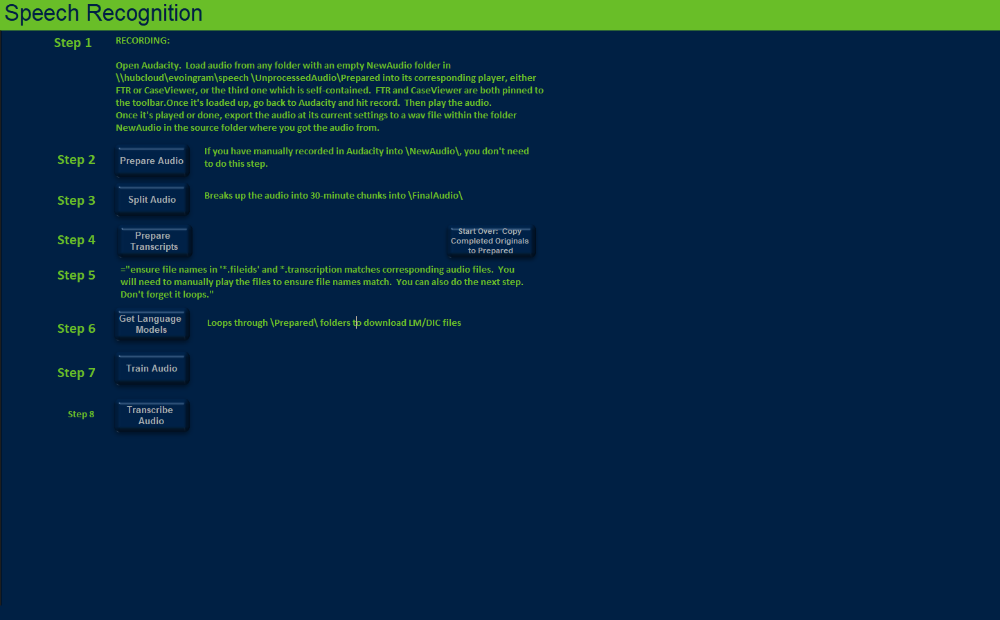 Speech Recognition
Step 1
RECORDING:
Open Audacity.  Load audio from any folder with an empty NewAudio folder in
\\hubcloud\evoingram\speech \UnprocessedAudio\Prepared into its corresponding player, either
FTR or CaseViewer, or the third one which is self-contained.  FTR and CaseViewer are both pinned to
the toolbar.Once it's loaded up, go back to Audacity and hit record.  Then play the audio.
Once it's played or done, export the audio at its current settings to a wav file within the folder
NewAudio in the source folder where you got the audio from.
Step 2
Prepare Audio
If you have manually recorded in Audacity into \NewAudio\, you don't need
to do this step.
Step 3
Split Audio
Breaks up the audio into 30-minute chunks into \FinalAudio\
Step 4
Prepare
Transcripts
Start Over:  Copy
Completed Originals
to Prepared
Step 5
="ensure file names in '*.fileids' and *.transcription matches corresponding audio files.  You
will need to manually play the files to ensure file names match.  You can also do the next step.
Don't forget it loops."
Step 6
Get Language
Models
Loops through \Prepared\ folders to download LM/DIC files
Step 7
Train Audio
Step 8
Transcribe
Audio